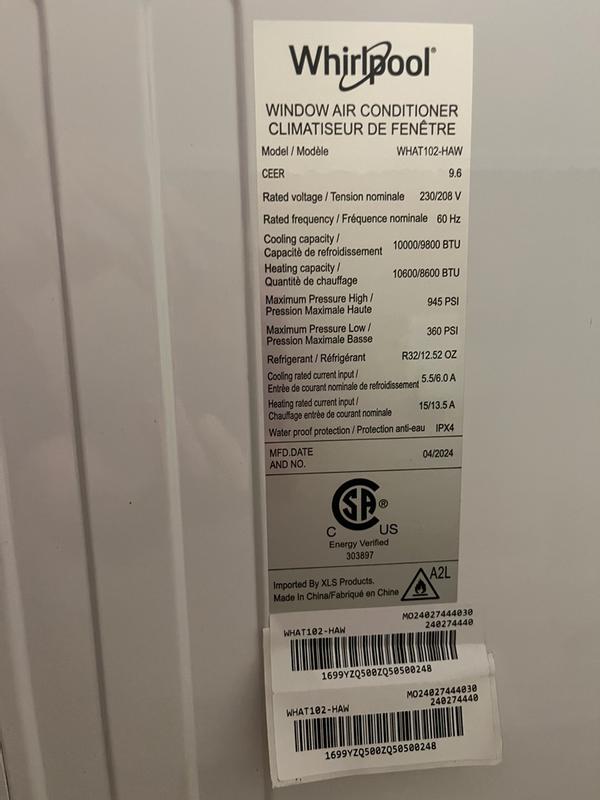 Whirlpool®
WINDOW AIR CONDITIONER
CLIMATISEUR DE FENÊTRE
Model / Modèle WHAT102-HAW
CEER 9.6
Rated voltage / Tension nominale 230/208 V
Rated frequency / Fréquence nominale 60 Hz
Cooling capacity /
Capacitè de refroidissement 10000/9800 BTU
Heating capacity /
Quantitè de chauffage 10600/8600 BTU
Maximum Pressure High /
Pression Maximale Haute 945 PSI
Maximum Pressure Low /
Pression Maximale Basse 360 PSI
Refrigerant / Réfrigérant R32/12.52 OZ
Cooling rated current input /
Entrèe de courant nominale de refroidissement 5.5/6.0 A
Heating rated current input /
Chauffage entrèe de courant nominale 15/13.5 A
Water proof protection / Protection anti-eau IPX4
MFD.DATE
AND NO. 04/2024
SA ®
C US
Energy Verified
303897
Imported By XLS Products.
Made In China/Fabriqué en Chine
A2L
MO24027444030
WHAT102-HAW 240274440
1699YZQ500ZQ50500248
MO24027444030
WHAT102-HAW 240274440
1699YZQ500ZQ50500248